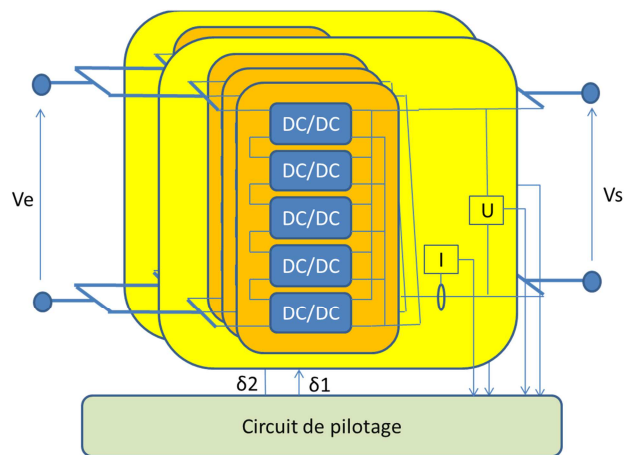 DC/DC
DC/DC
DC/DC
DC/DC
DC/DC
Ve
U
I
Vs
δ2
δ1
Circuit de pilotage